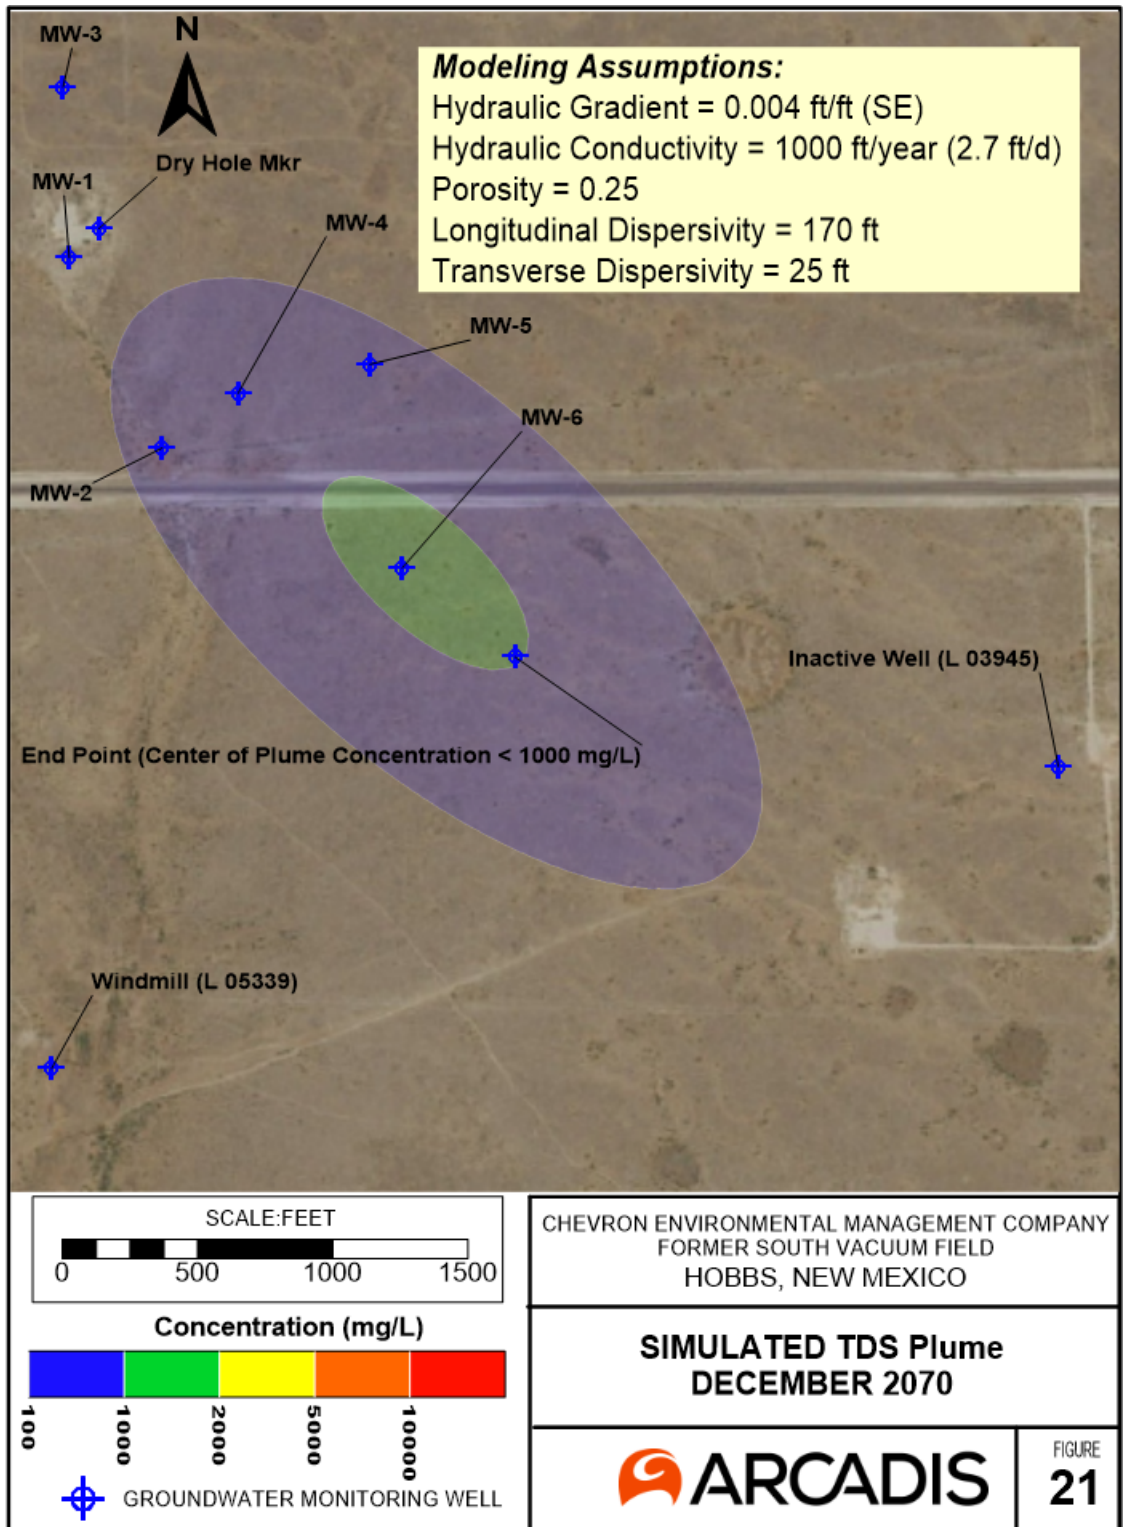 MW-3
N
Modeling Assumptions:
Hydraulic Gradient = 0.004 ft/ft (SE)
Hydraulic Conductivity = 1000 ft/year (2.7 ft/d)
Porosity = 0.25
Longitudinal Dispersivity = 170 ft
Transverse Dispersivity = 25 ft
Dry Hole Mkr
MW-1
MW-4
MW-5
MW-6
MW-2
Inactive Well (L 03945)
End Point (Center of Plume Concentration < 1000 mg/L)
Windmill (L 05339)
SCALE:FEET
0 500 1000 1500
Concentration (mg/L)
100 1000 2000 5000 10000
GROUNDWATER MONITORING WELL
CHEVRON ENVIRONMENTAL MANAGEMENT COMPANY
FORMER SOUTH VACUUM FIELD
HOBBS, NEW MEXICO
SIMULATED TDS Plume
DECEMBER 2070
ARCADIS
FIGURE
21